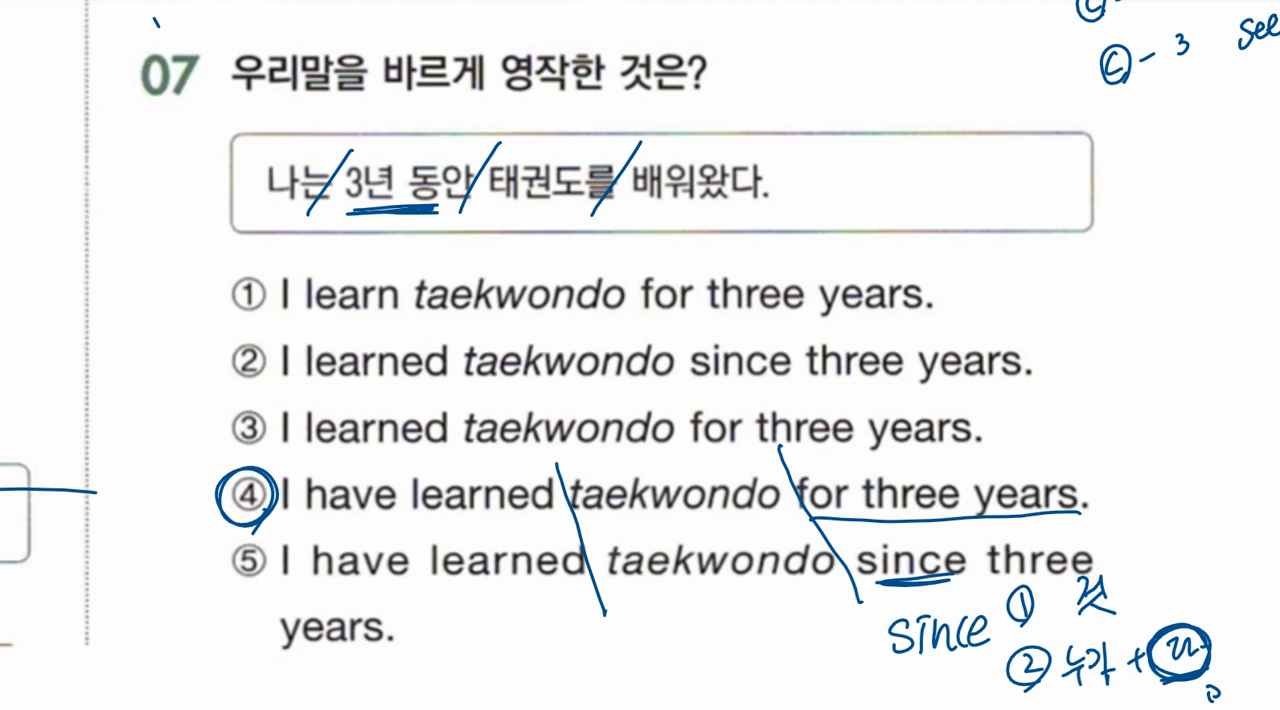 See
ⓒ - 3
07 우리말을 바르게 영작한 것은?
나는 3년 동안 태권도를 배워왔다.
① I learn taekwondo for three years.
② I learned taekwondo since three years.
③ I learned taekwondo for three years.
④ I have learned taekwondo for three years.
⑤ I have learned taekwondo since three
years.
since ① 것
② 누가 +